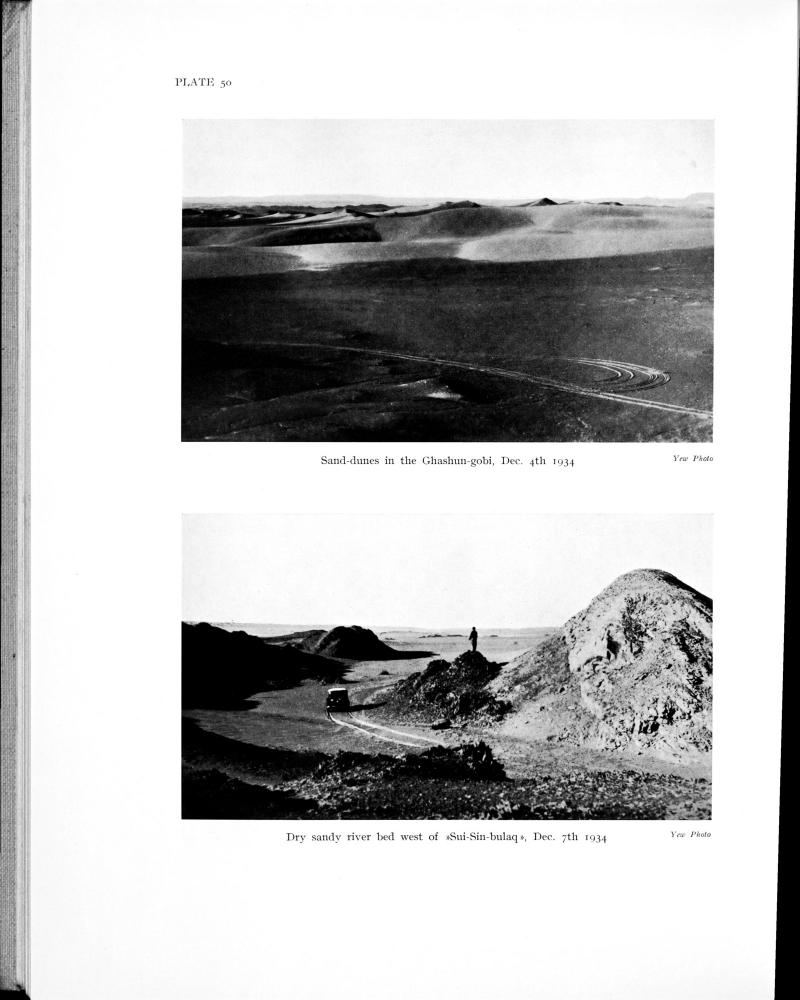 PLATE 50
Sand-dunes in the Ghashun-gobi, Dec. 4th 1934
Yew Photo
Dry sandy river bed west of »Sui-Sin-bulaq», Dec. 7th 1934
Yew Photo